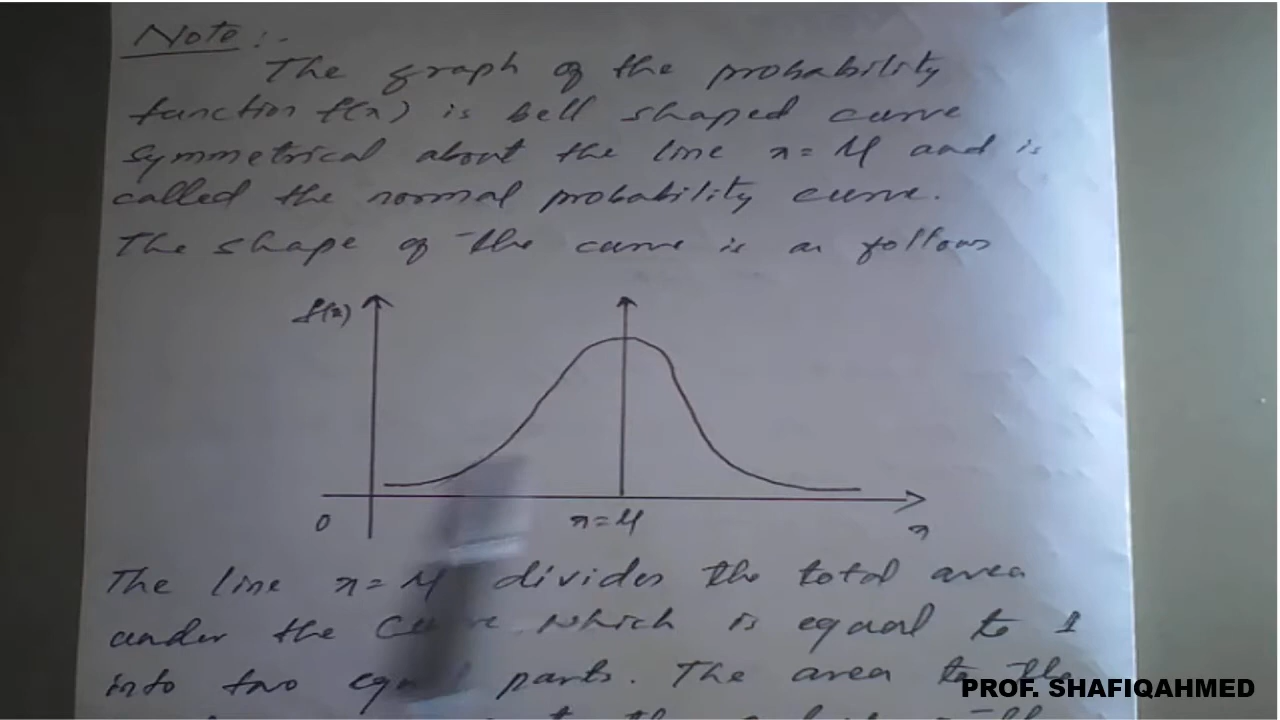 Note :-
The graph of the probability
function f(x) is bell shaped curve
symmetrical about the line x = μ and is
called the normal probability curve.
The shape of the curve is as follows
f(x)
0
x=μ
x
The line x=μ divides the total area
under the which is equal to 1
into two parts. The area to the
PROF. SHAFIQAHMED